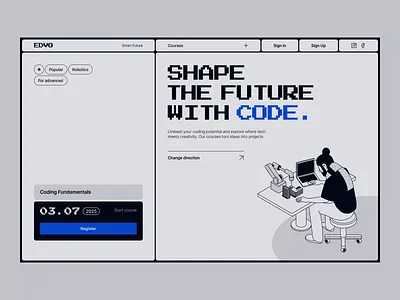 EDVO
Smart Future
Courses +
Sign In
Sign Up
Popular
Robotics
For advanced
SHAPE
THE FUTURE
WITH CODE.
Unleash your coding potential and explore where tech
meets creativity. Our courses turn ideas into projects
Change direction
Coding Fundamentals
03.07
2025
Start course
Register